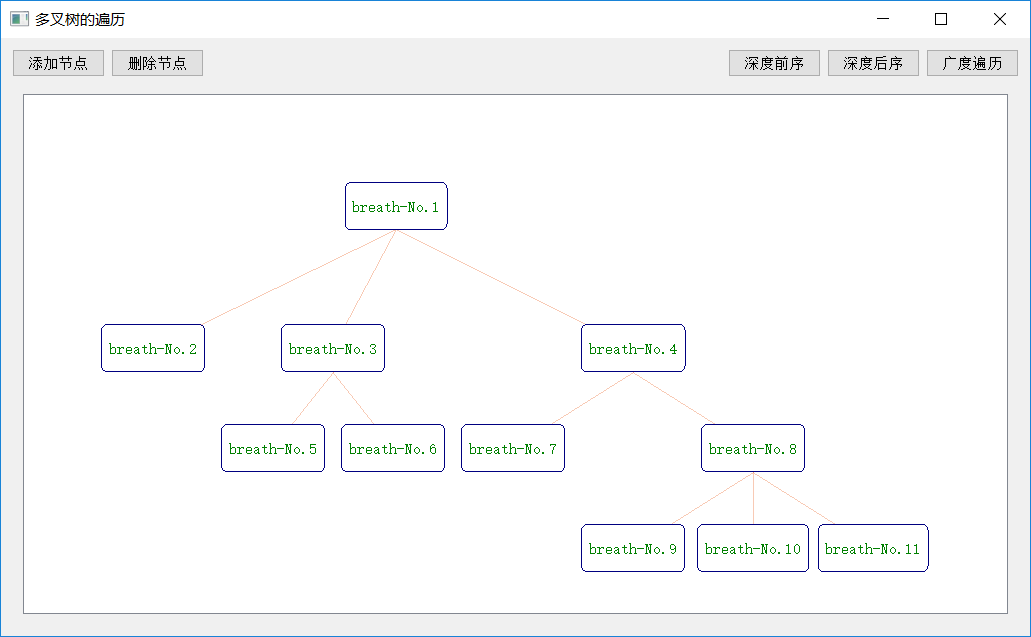 多叉树的遍历
添加节点 删除节点 深度前序 深度后序 广度遍历
breath-No.1
breath-No.2 breath-No.3 breath-No.4
breath-No.5 breath-No.6 breath-No.7 breath-No.8
breath-No.9 breath-No.10 breath-No.11